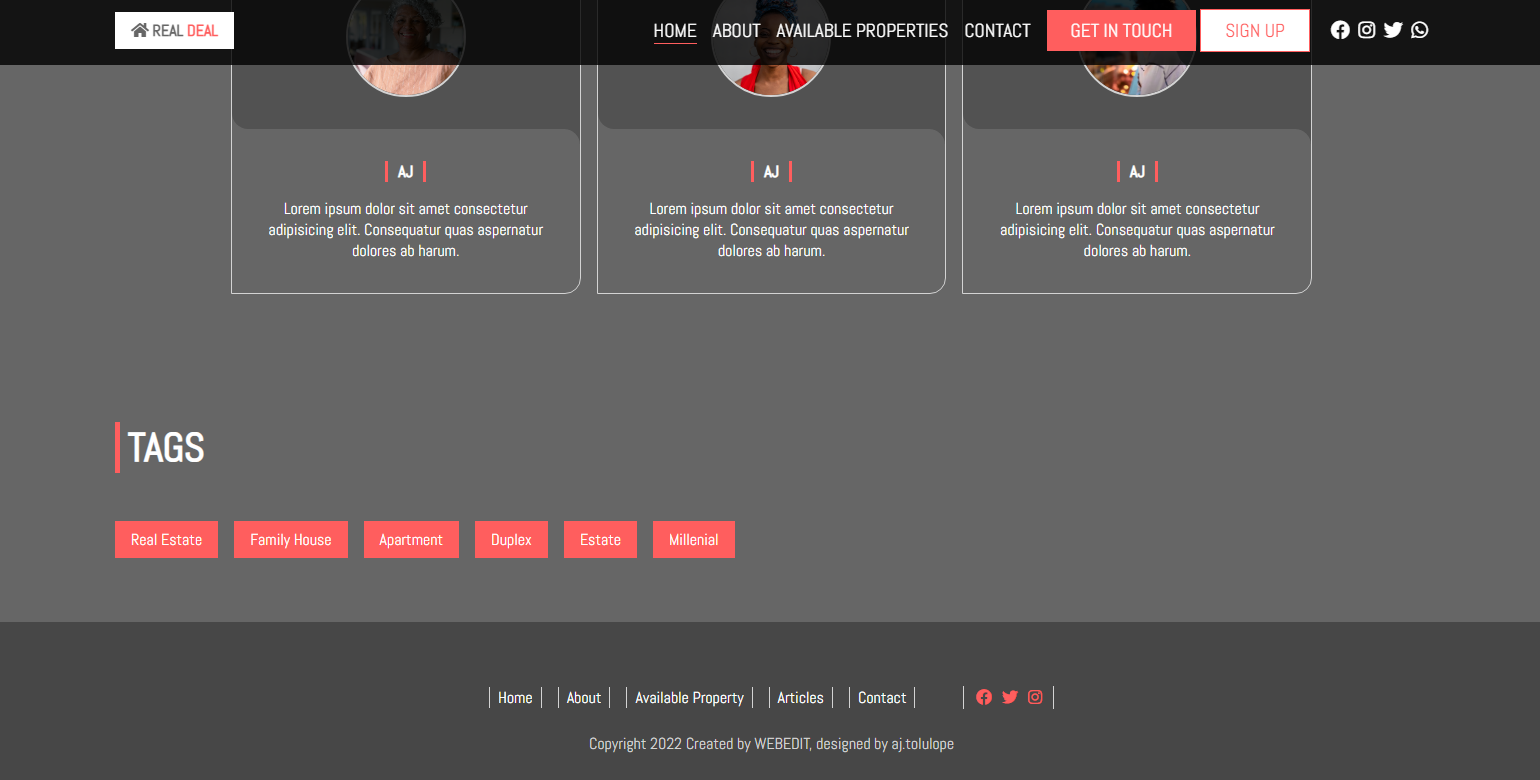 REAL DEAL HOME ABOUT AVAILABLE PROPERTIES CONTACT GET IN TOUCH SIGN UP
AJ
Lorem ipsum dolor sit amet consectetur
adipisicing elit. Consequatur quas aspernatur
dolores ab harum.
AJ
Lorem ipsum dolor sit amet consectetur
adipisicing elit. Consequatur quas aspernatur
dolores ab harum.
AJ
Lorem ipsum dolor sit amet consectetur
adipisicing elit. Consequatur quas aspernatur
dolores ab harum.
TAGS
Real Estate Family House Apartment Duplex Estate Millenial
Home About Available Property Articles Contact
Copyright 2022 Created by WEBEDIT, designed by aj.tolulope